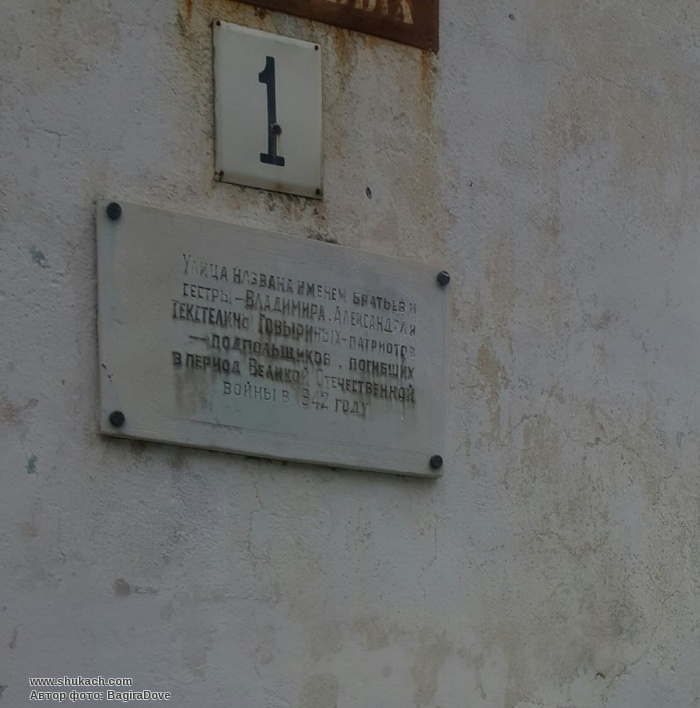 1
Улица названа именем братьев и
сестры – Владимира, Александра и
Текстелины Говыриных – патриотов
– подпольщиков, погибших
в период Великой Отечественной
войны в 1942 году
www.shukach.com
Автор фото: BagiraDove